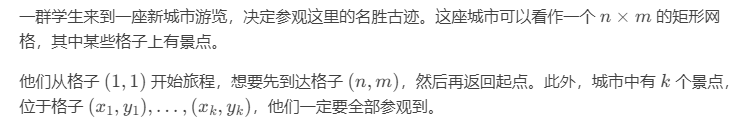 一群学生来到一座新城市游览，决定参观这里的名胜古迹。这座城市可以看作一个 n × m 的矩形网
格，其中某些格子上有景点。
他们从格子 (1, 1) 开始旅程，想要先到达格子 (n, m)，然后再返回起点。此外，城市中有 k 个景点，
位于格子 (x₁, y₁), . . . , (xₖ, yₖ)，他们一定要全部参观到。